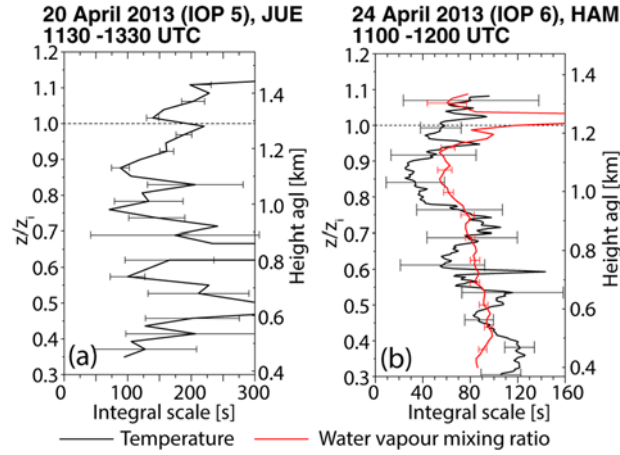 20 April 2013 (IOP 5), JUE
1130 -1330 UTC
24 April 2013 (IOP 6), HAM
1100 -1200 UTC
1.2
1.1
1.0
0.9
0.8
0.7
0.6
0.5
0.4
0.3
z/zi
1.4
1.2
1.0
0.8
0.6
0.4
Height agl [km]
(a)
0
100
200
300
Integral scale [s]
1.2
1.1
1.0
0.9
0.8
0.7
0.6
0.5
0.4
0.3
z/zi
1.4
1.2
1.0
0.8
0.6
0.4
Height agl [km]
(b)
0
40
80
120
160
Integral scale [s]
Temperature
Water vapour mixing ratio